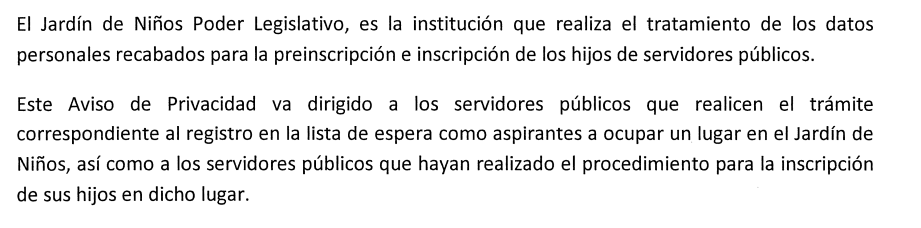 El Jardín de Niños Poder Legislativo, es la institución que realiza el tratamiento de los datos
personales recabados para la preinscripción e inscripción de los hijos de servidores públicos.
Este Aviso de Privacidad va dirigido a los servidores públicos que realicen el trámite
correspondiente al registro en la lista de espera como aspirantes a ocupar un lugar en el Jardín de
Niños, así como a los servidores públicos que hayan realizado el procedimiento para la inscripción
de sus hijos en dicho lugar.